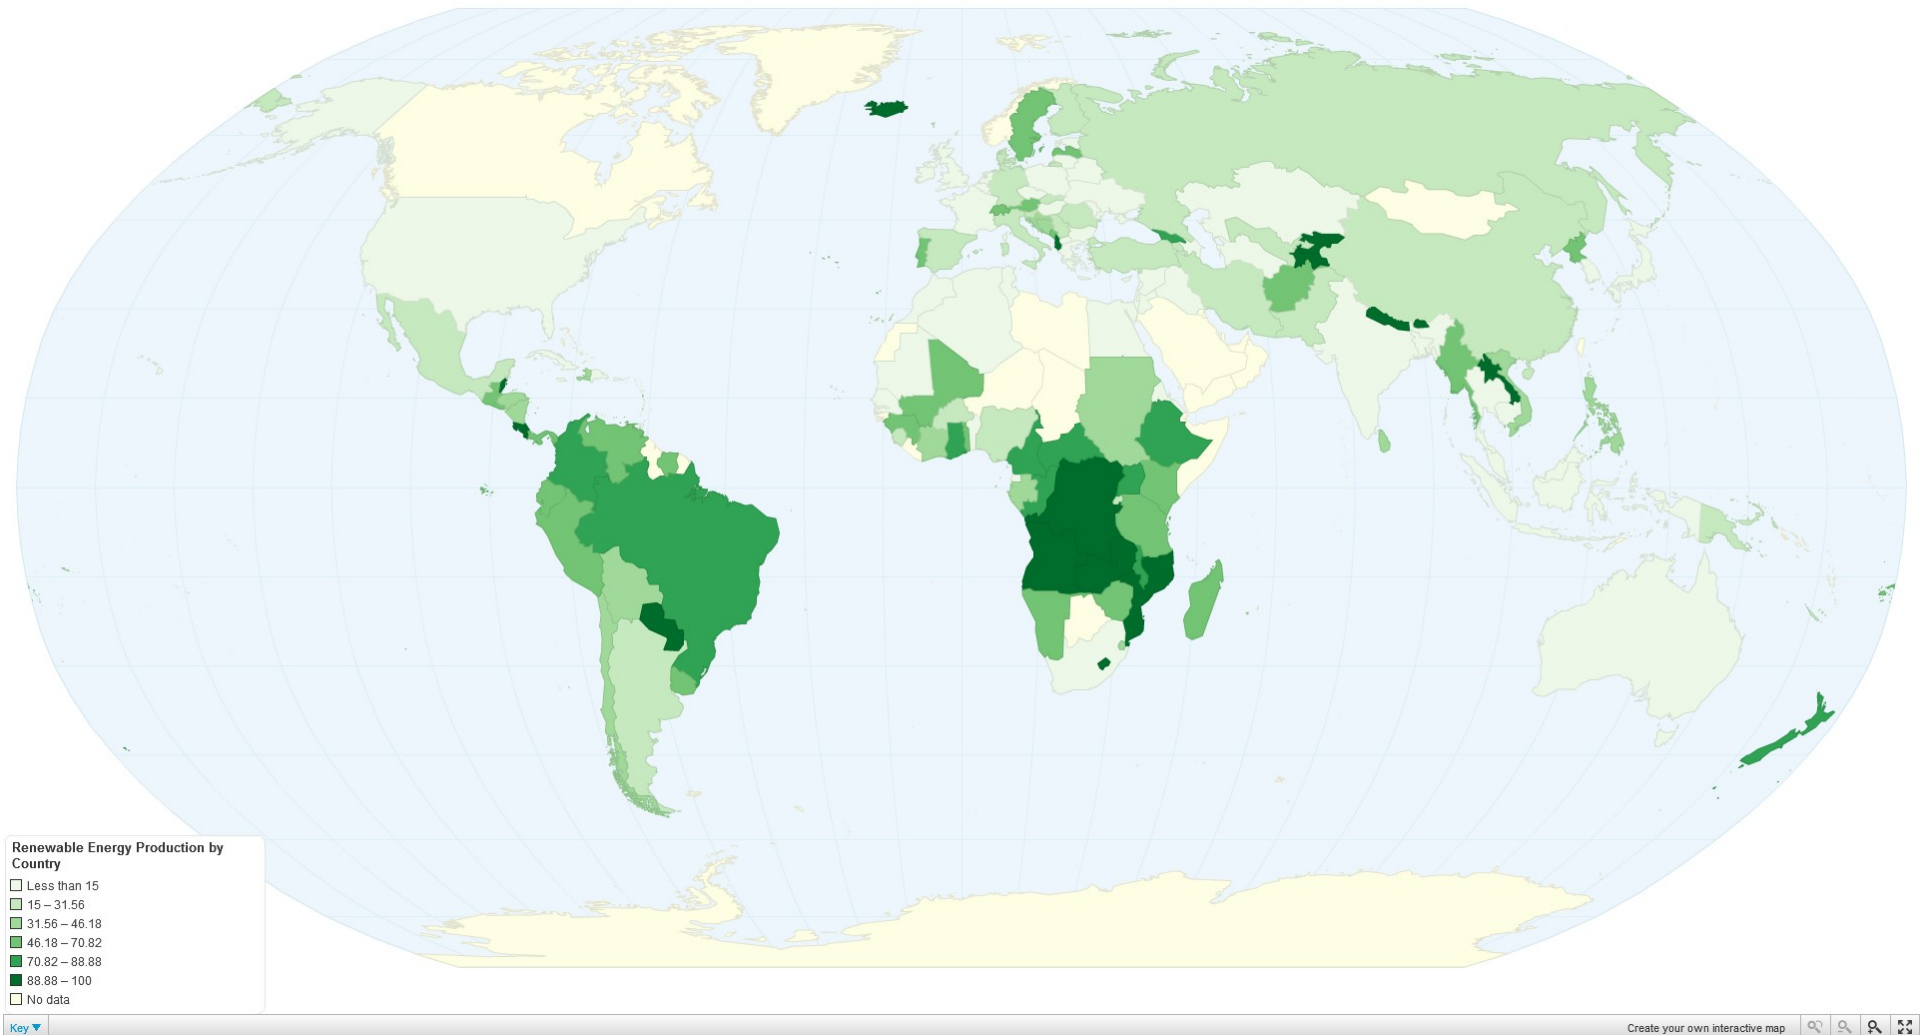 Renewable Energy Production by
Country
Less than 15
15 – 31.56
31.56 – 46.18
46.18 – 70.82
70.82 – 88.88
88.88 – 100
No data
Key
Create your own interactive map